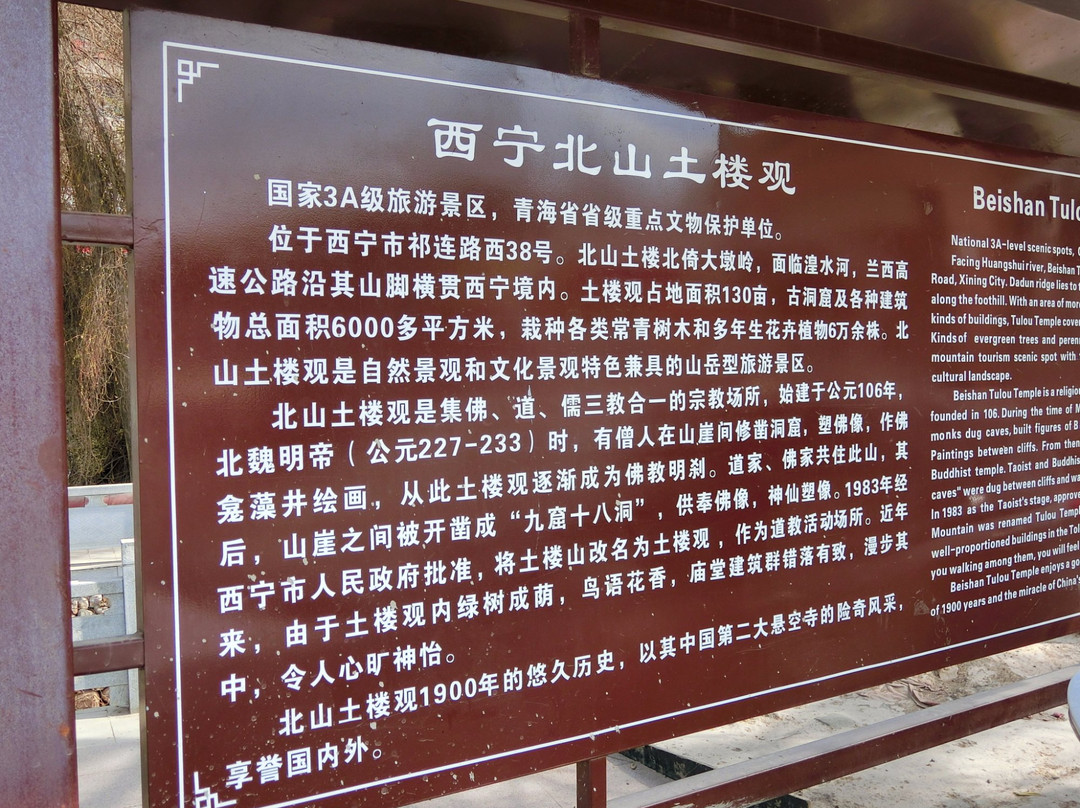 西宁北山土楼观
国家3A级旅游景区，青海省省级重点文物保护单位。
位于西宁市祁连路西38号。北山土楼北倚大墩岭，面临湟水河，兰西高
速公路沿其山脚横贯西宁境内。土楼观占地面积130亩，古洞窟及各种建筑
物总面积6000多平方米，栽种各类常青树木和多年生花卉植物6万余株。北
山土楼观是自然景观和文化景观特色兼具的山岳型旅游景区。
北山土楼观是集佛、道、儒三教合一的宗教场所，始建于公元106年，
北魏明帝（公元227-233）时，有僧人在山崖间修凿洞窟，塑佛像，作佛
龛藻井绘画，从此土楼观逐渐成为佛教明刹。道家、佛家共住此山，其
后，山崖之间被开凿成“九窟十八洞”，供奉佛像，神仙塑像。1983年经
西宁市人民政府批准，将土楼山改名为土楼观，作为道教活动场所。近年
来，由于土楼观内绿树成荫，鸟语花香，庙堂建筑群错落有致，漫步其
中，令人心旷神怡。
北山土楼观1900年的悠久历史，以其中国第二大悬空寺的险奇风采，
享誉国内外。
Beishan Tulo
National 3A-level scenic spots,
Facing Huangshui river, Beishan T
Road, Xining City. Dadun ridge lies to t
along the foothill. With an area of more
kinds of buildings, Tulou Temple cover
Kinds of evergreen trees and peren
mountain tourism scenic spot with
cultural landscape.
Beishan Tulou Temple is a religio
founded in 106. During the time of M
monks dug caves, built figures of B
Paintings between cliffs. From then
Buddhist temple. Taoist and Buddhis
caves" were dug between cliffs and wa
In 1983 as the Taoist's stage, approve
Mountain was renamed Tulou Templ
well-proportioned buildings in the Tol
you walking among them, you will feel
Beishan Tulou Temple enjoys a go
of 1900 years and the miracle of China's